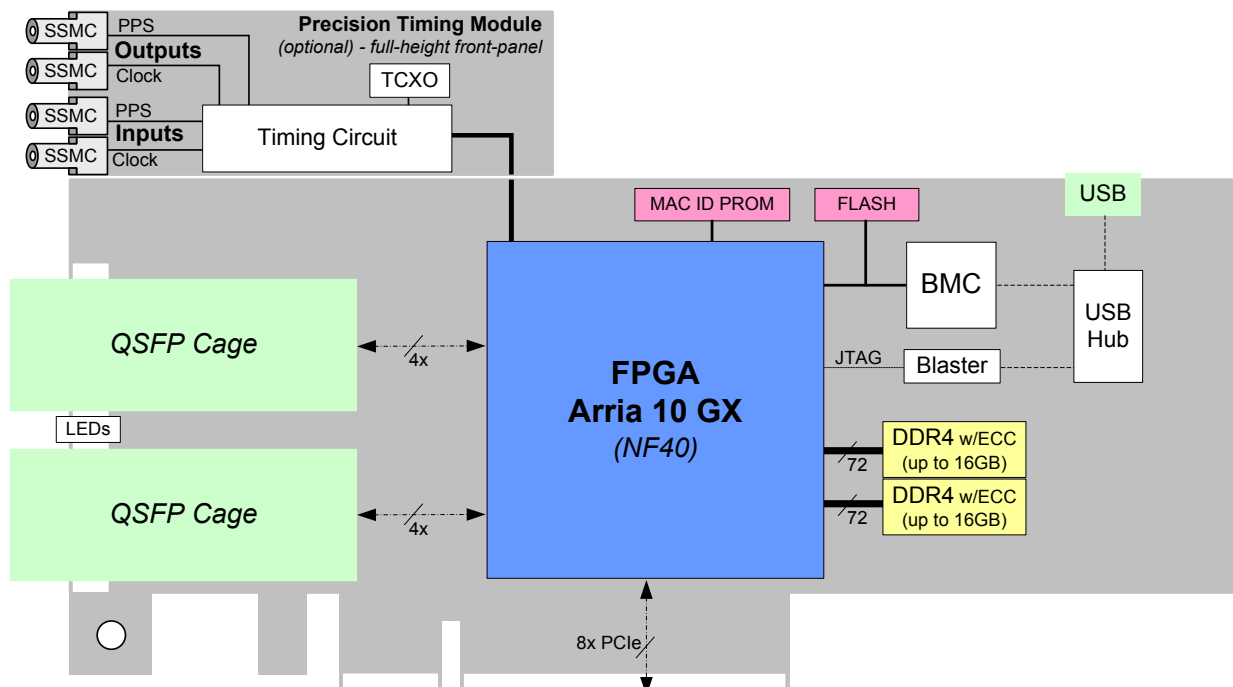 Precision Timing Module
(optional) - full-height front-panel
SSMC
PPS
Outputs
SSMC
Clock
SSMC
PPS
Inputs
SSMC
Clock
TCXO
Timing Circuit
MAC ID PROM
FLASH
USB
BMC
USB
Hub
JTAG
Blaster
QSFP Cage
4x
LEDs
QSFP Cage
4x
FPGA
Arria 10 GX
(NF40)
DDR4 w/ECC
(up to 16GB)
72
DDR4 w/ECC
(up to 16GB)
72
8x PCIe